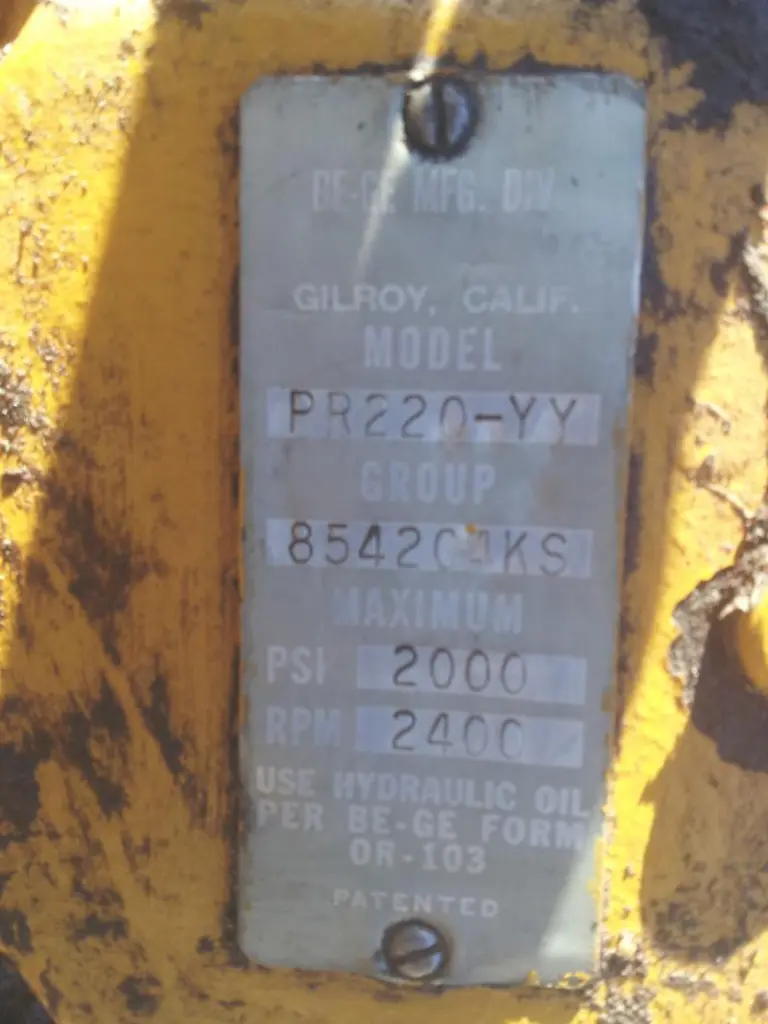 BE-GE MFG. DIV.
GILROY, CALIF.
MODEL
PR220-YY
GROUP
MAXIMUM
PSI 2000
RPM 2400
USE HYDRAULIC OIL
PER BE-GE FORM
OR-103
PATENTED